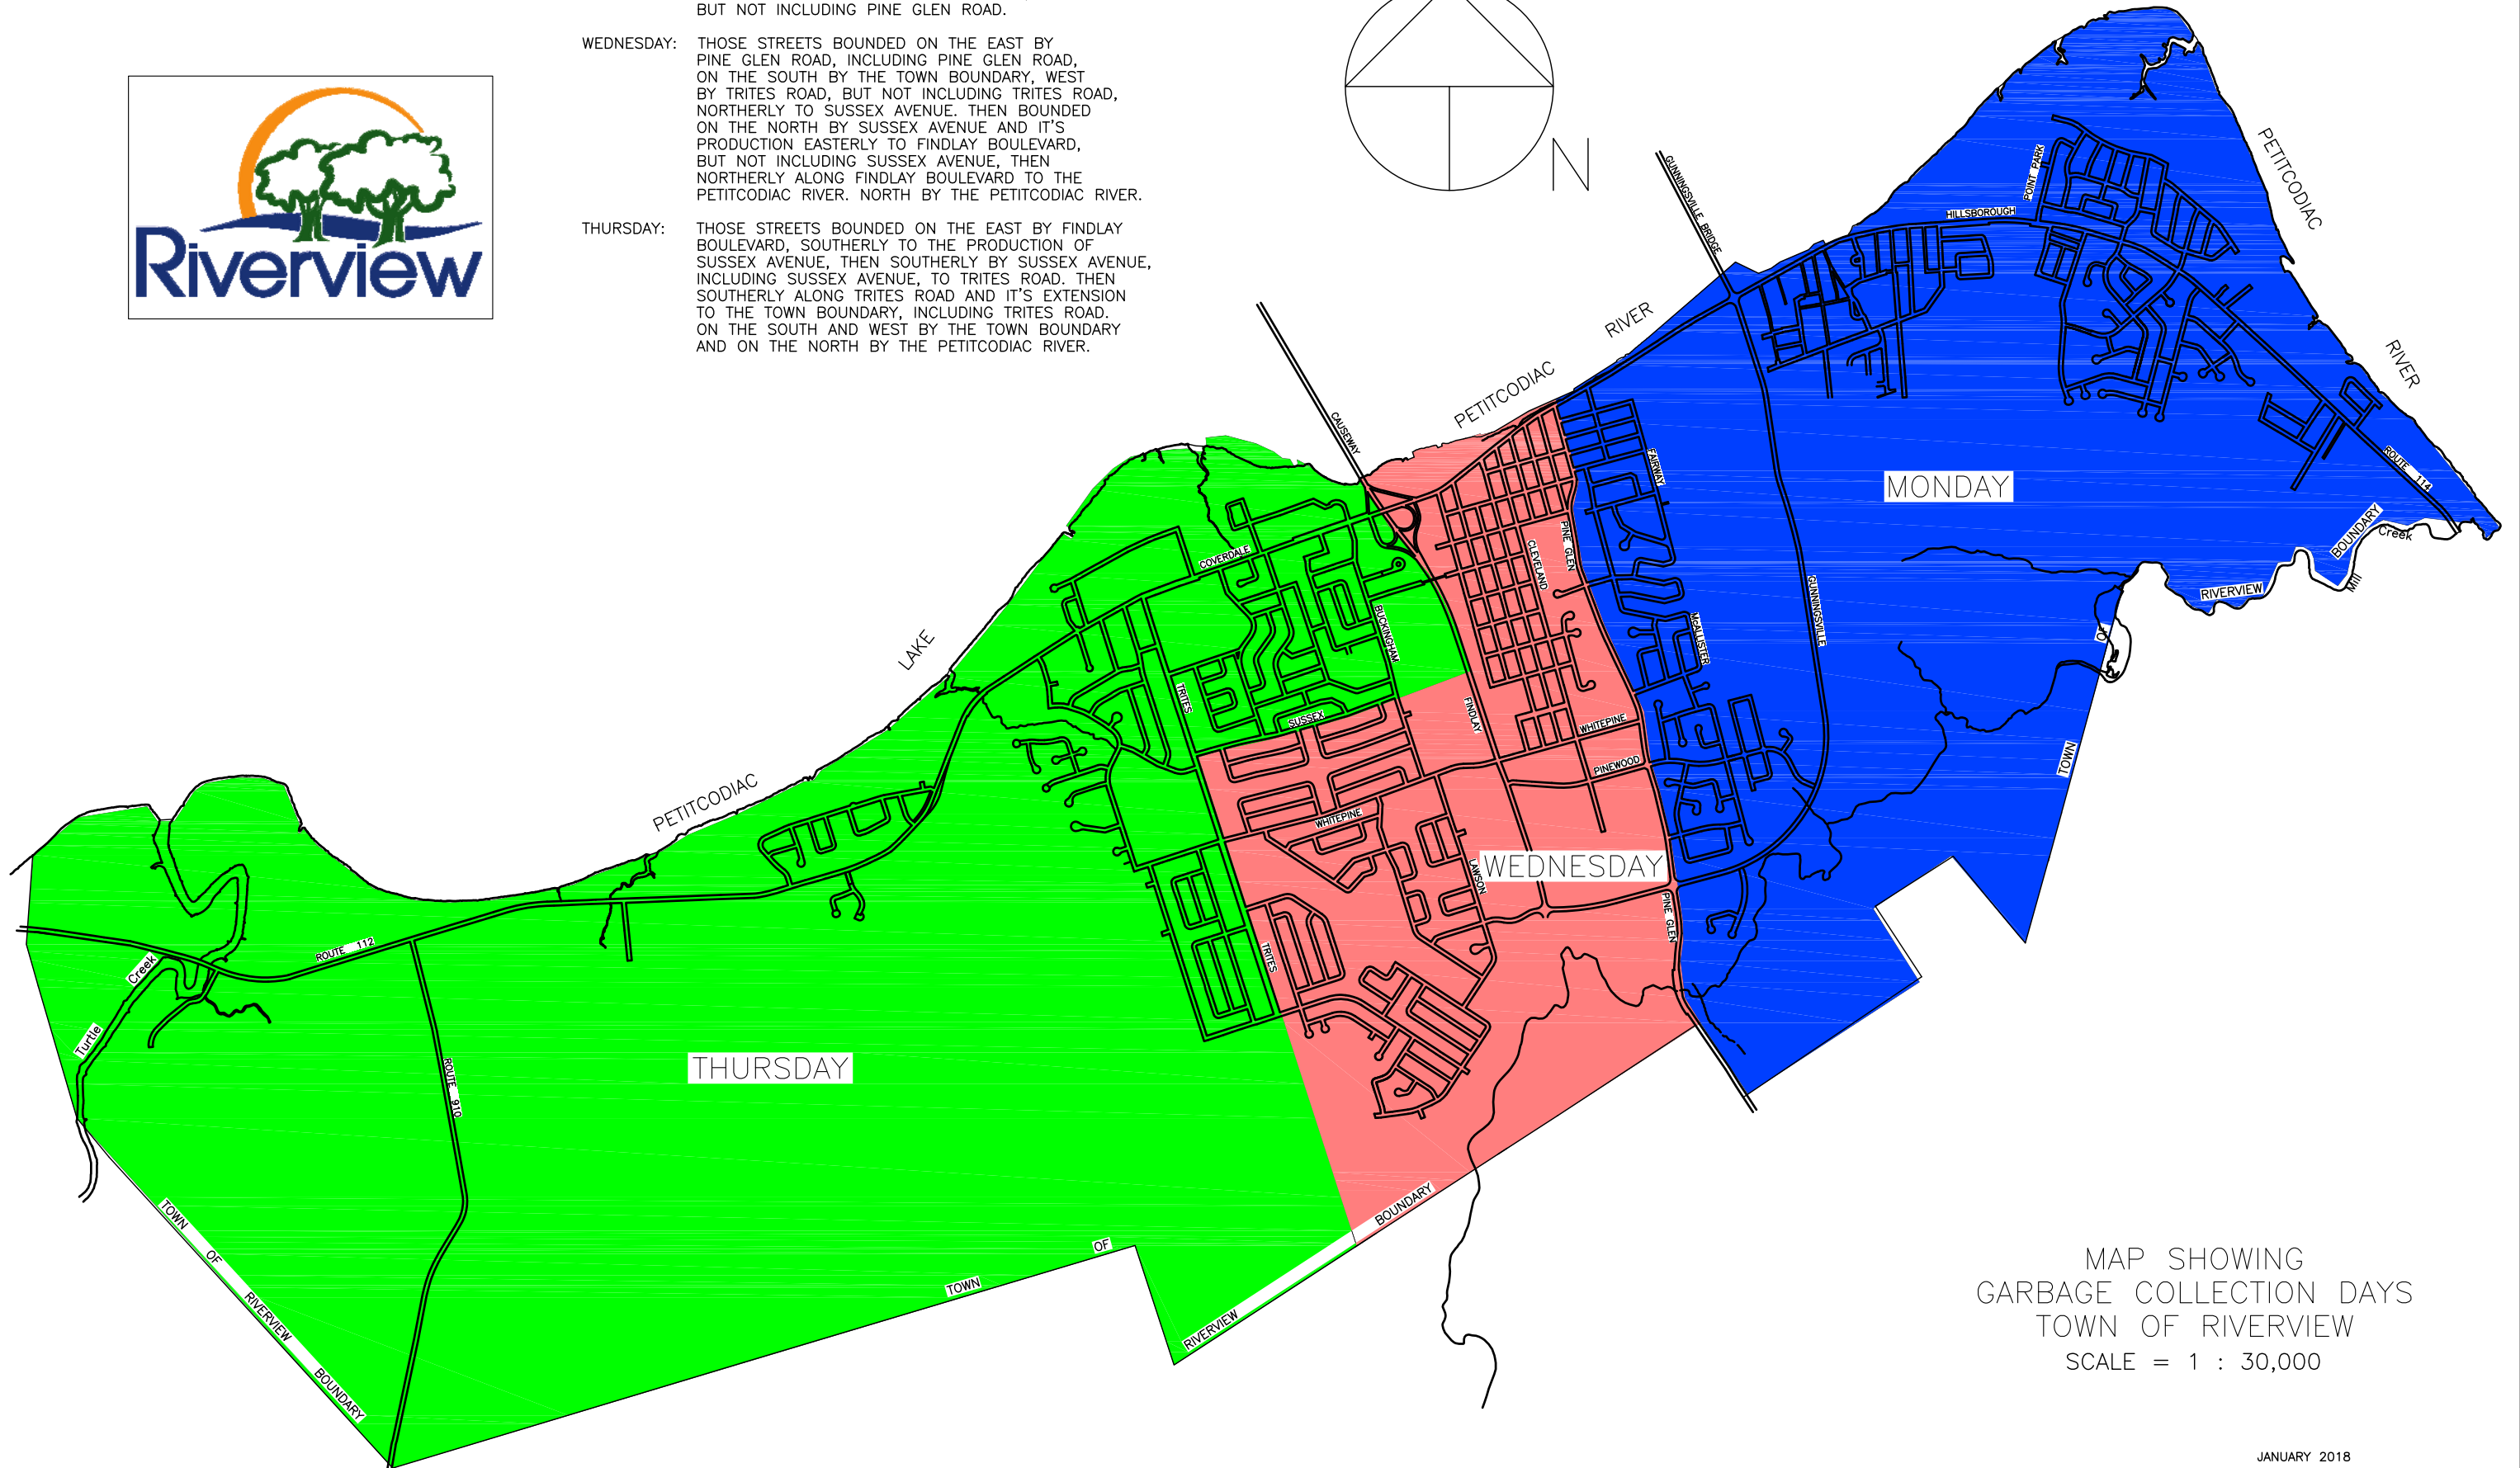 BUT NOT INCLUDING PINE GLEN ROAD.
WEDNESDAY: THOSE STREETS BOUNDED ON THE EAST BY
PINE GLEN ROAD, INCLUDING PINE GLEN ROAD,
ON THE SOUTH BY THE TOWN BOUNDARY, WEST
BY TRITES ROAD, BUT NOT INCLUDING TRITES ROAD,
NORTHERLY TO SUSSEX AVENUE. THEN BOUNDED
ON THE NORTH BY SUSSEX AVENUE AND IT'S
PRODUCTION EASTERLY TO FINDLAY BOULEVARD,
BUT NOT INCLUDING SUSSEX AVENUE, THEN
NORTHERLY ALONG FINDLAY BOULEVARD TO THE
PETITCODIAC RIVER. NORTH BY THE PETITCODIAC RIVER.
THURSDAY: THOSE STREETS BOUNDED ON THE EAST BY FINDLAY
BOULEVARD, SOUTHERLY TO THE PRODUCTION OF
SUSSEX AVENUE, THEN SOUTHERLY BY SUSSEX AVENUE,
INCLUDING SUSSEX AVENUE, TO TRITES ROAD. THEN
SOUTHERLY ALONG TRITES ROAD AND IT'S EXTENSION
TO THE TOWN BOUNDARY, INCLUDING TRITES ROAD.
ON THE SOUTH AND WEST BY THE TOWN BOUNDARY
AND ON THE NORTH BY THE PETITCODIAC RIVER.
Riverview
N
GUNNINGSVILLE BRIDGE
POINT PARK
HILLSBOROUGH
PETITCODIAC
RIVER
PETITCODIAC
RIVER
CAUSEWAY
FAIRWAY
MONDAY
ROUTE 114
BOUNDARY
Creek
Mill
RIVERVIEW
OF
TOWN
PINE GLEN
CLEVELAND
COVERDALE
BUCKINGHAM
GUNNINGSVILLE
McALLISTER
LAKE
PETITCODIAC
TRITES
SUSSEX
FINDLAY
WHITEPINE
PINEWOOD
WHITEPINE
WEDNESDAY
LAWSON
PINE GLEN
TRITES
ROUTE 112
Creek
Turtle
ROUTE 910
THURSDAY
TOWN
OF
RIVERVIEW
BOUNDARY
TOWN
OF
RIVERVIEW
BOUNDARY
MAP SHOWING
GARBAGE COLLECTION DAYS
TOWN OF RIVERVIEW
SCALE = 1 : 30,000
JANUARY 2018